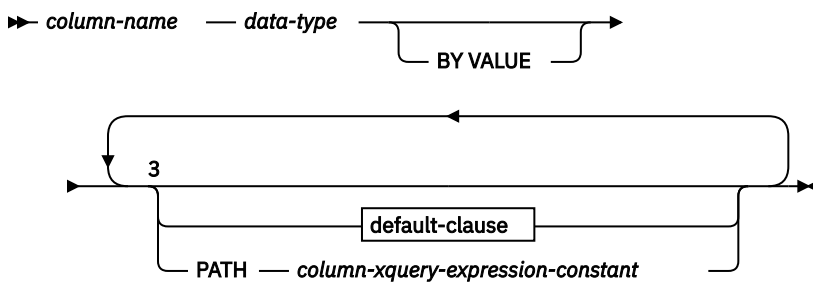 column-name data-type
BY VALUE
3
default-clause
PATH column-xquery-expression-constant